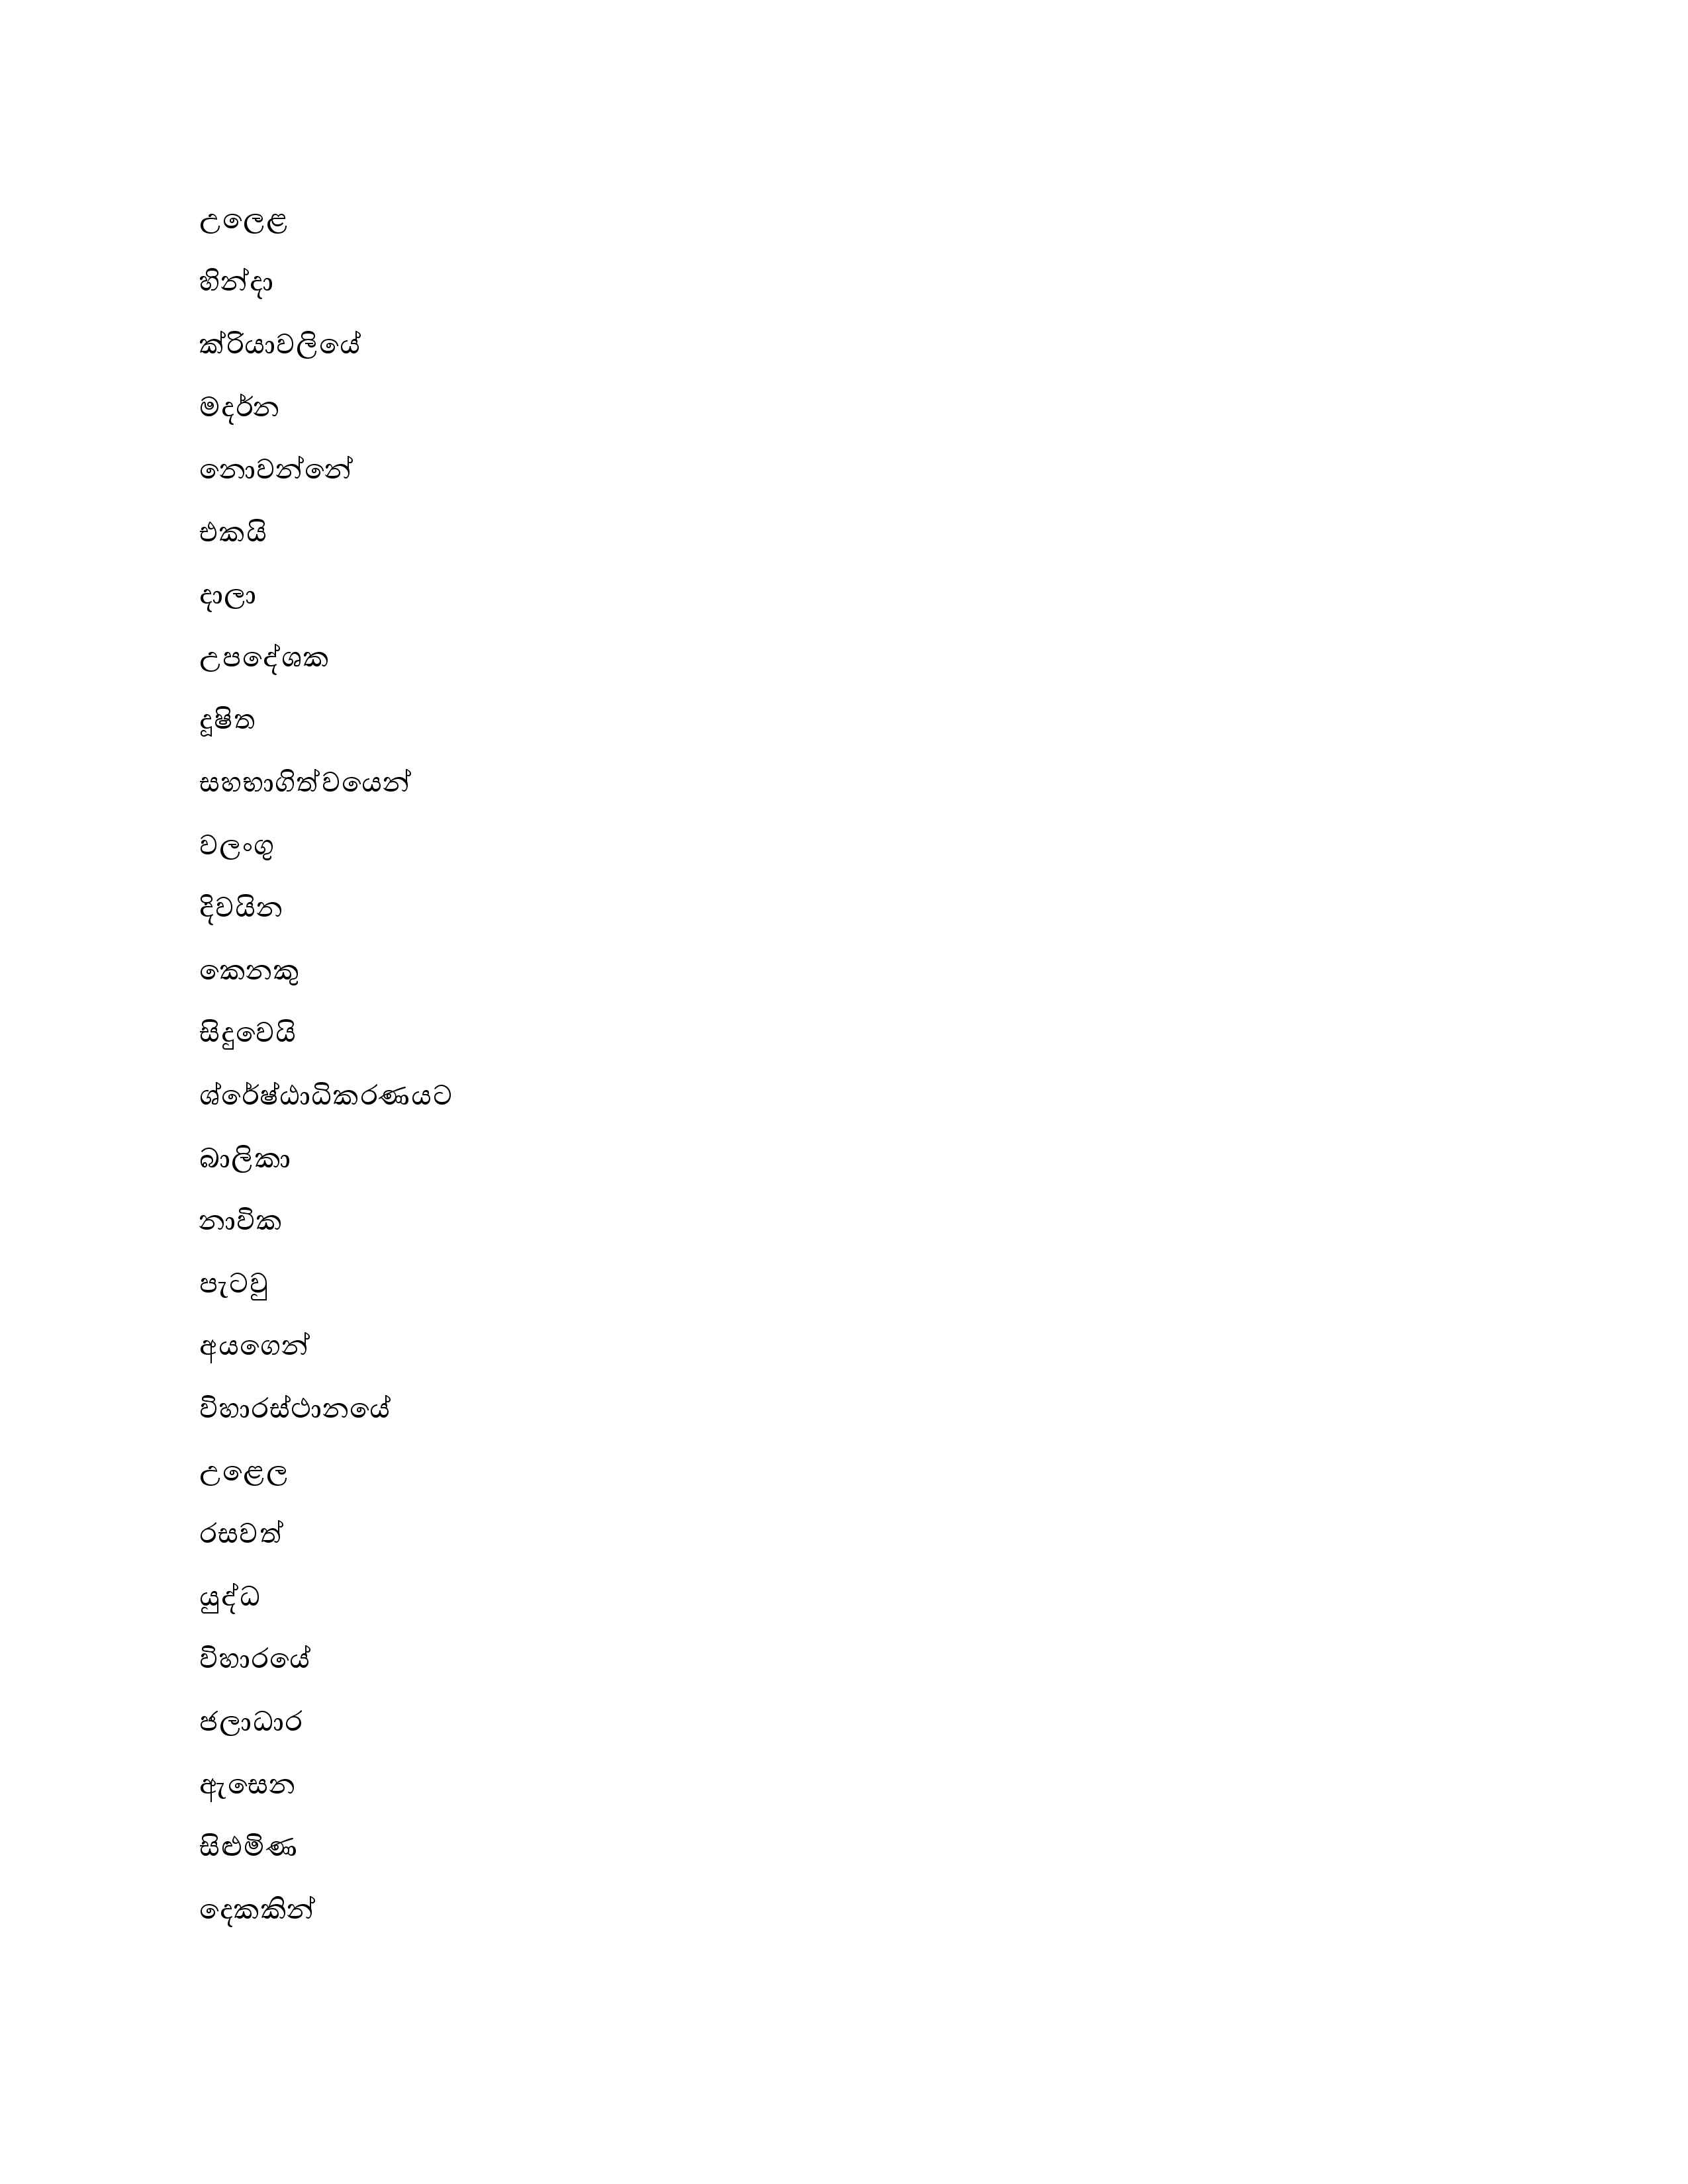 උලෙළ
හින්දා
ක්රියාවලියේ
මදර්න
නොවන්නේ
එකයි
දාලා
උපදේශක
දූෂිත
සහභාගිත්වයෙන්
වලංගු
දිවයින
කෙනකු
සිදුවෙයි
ශ්රේෂ්ඨාධිකරණයට
බාලිකා
නාවික
පැටවු
අයගෙන්
විහාරස්ථානයේ
උළෙල
රසවත්
යුද්ධ
විහාරයේ
ජලාධාර
ඇසෙන
සිළුමිණ
දෙකකින්